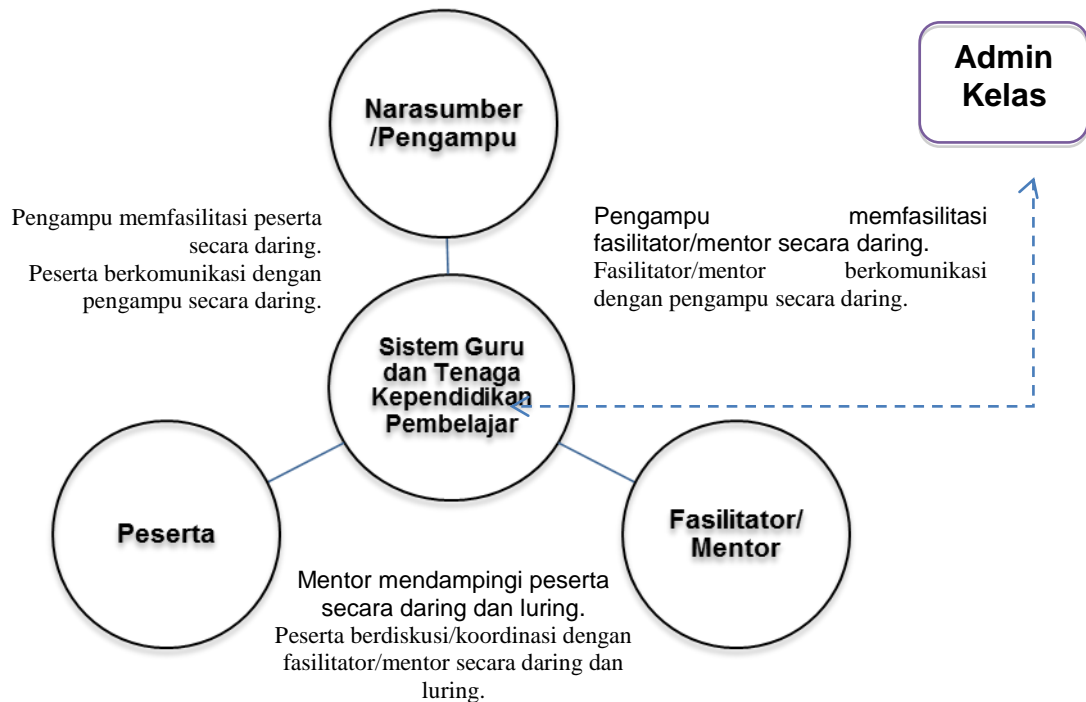 Admin
Kelas
Narasumber
/Pengampu
Pengampu memfasilitasi peserta
secara daring.
Peserta berkomunikasi dengan
pengampu secara daring.
Pengampu memfasilitasi
fasilitator/mentor secara daring.
Fasilitator/mentor berkomunikasi
dengan pengampu secara daring.
Sistem Guru
dan Tenaga
Kependidikan
Pembelajar
Peserta
Fasilitator/
Mentor
Mentor mendampingi peserta
secara daring dan luring.
Peserta berdiskusi/koordinasi dengan
fasilitator/mentor secara daring dan
luring.